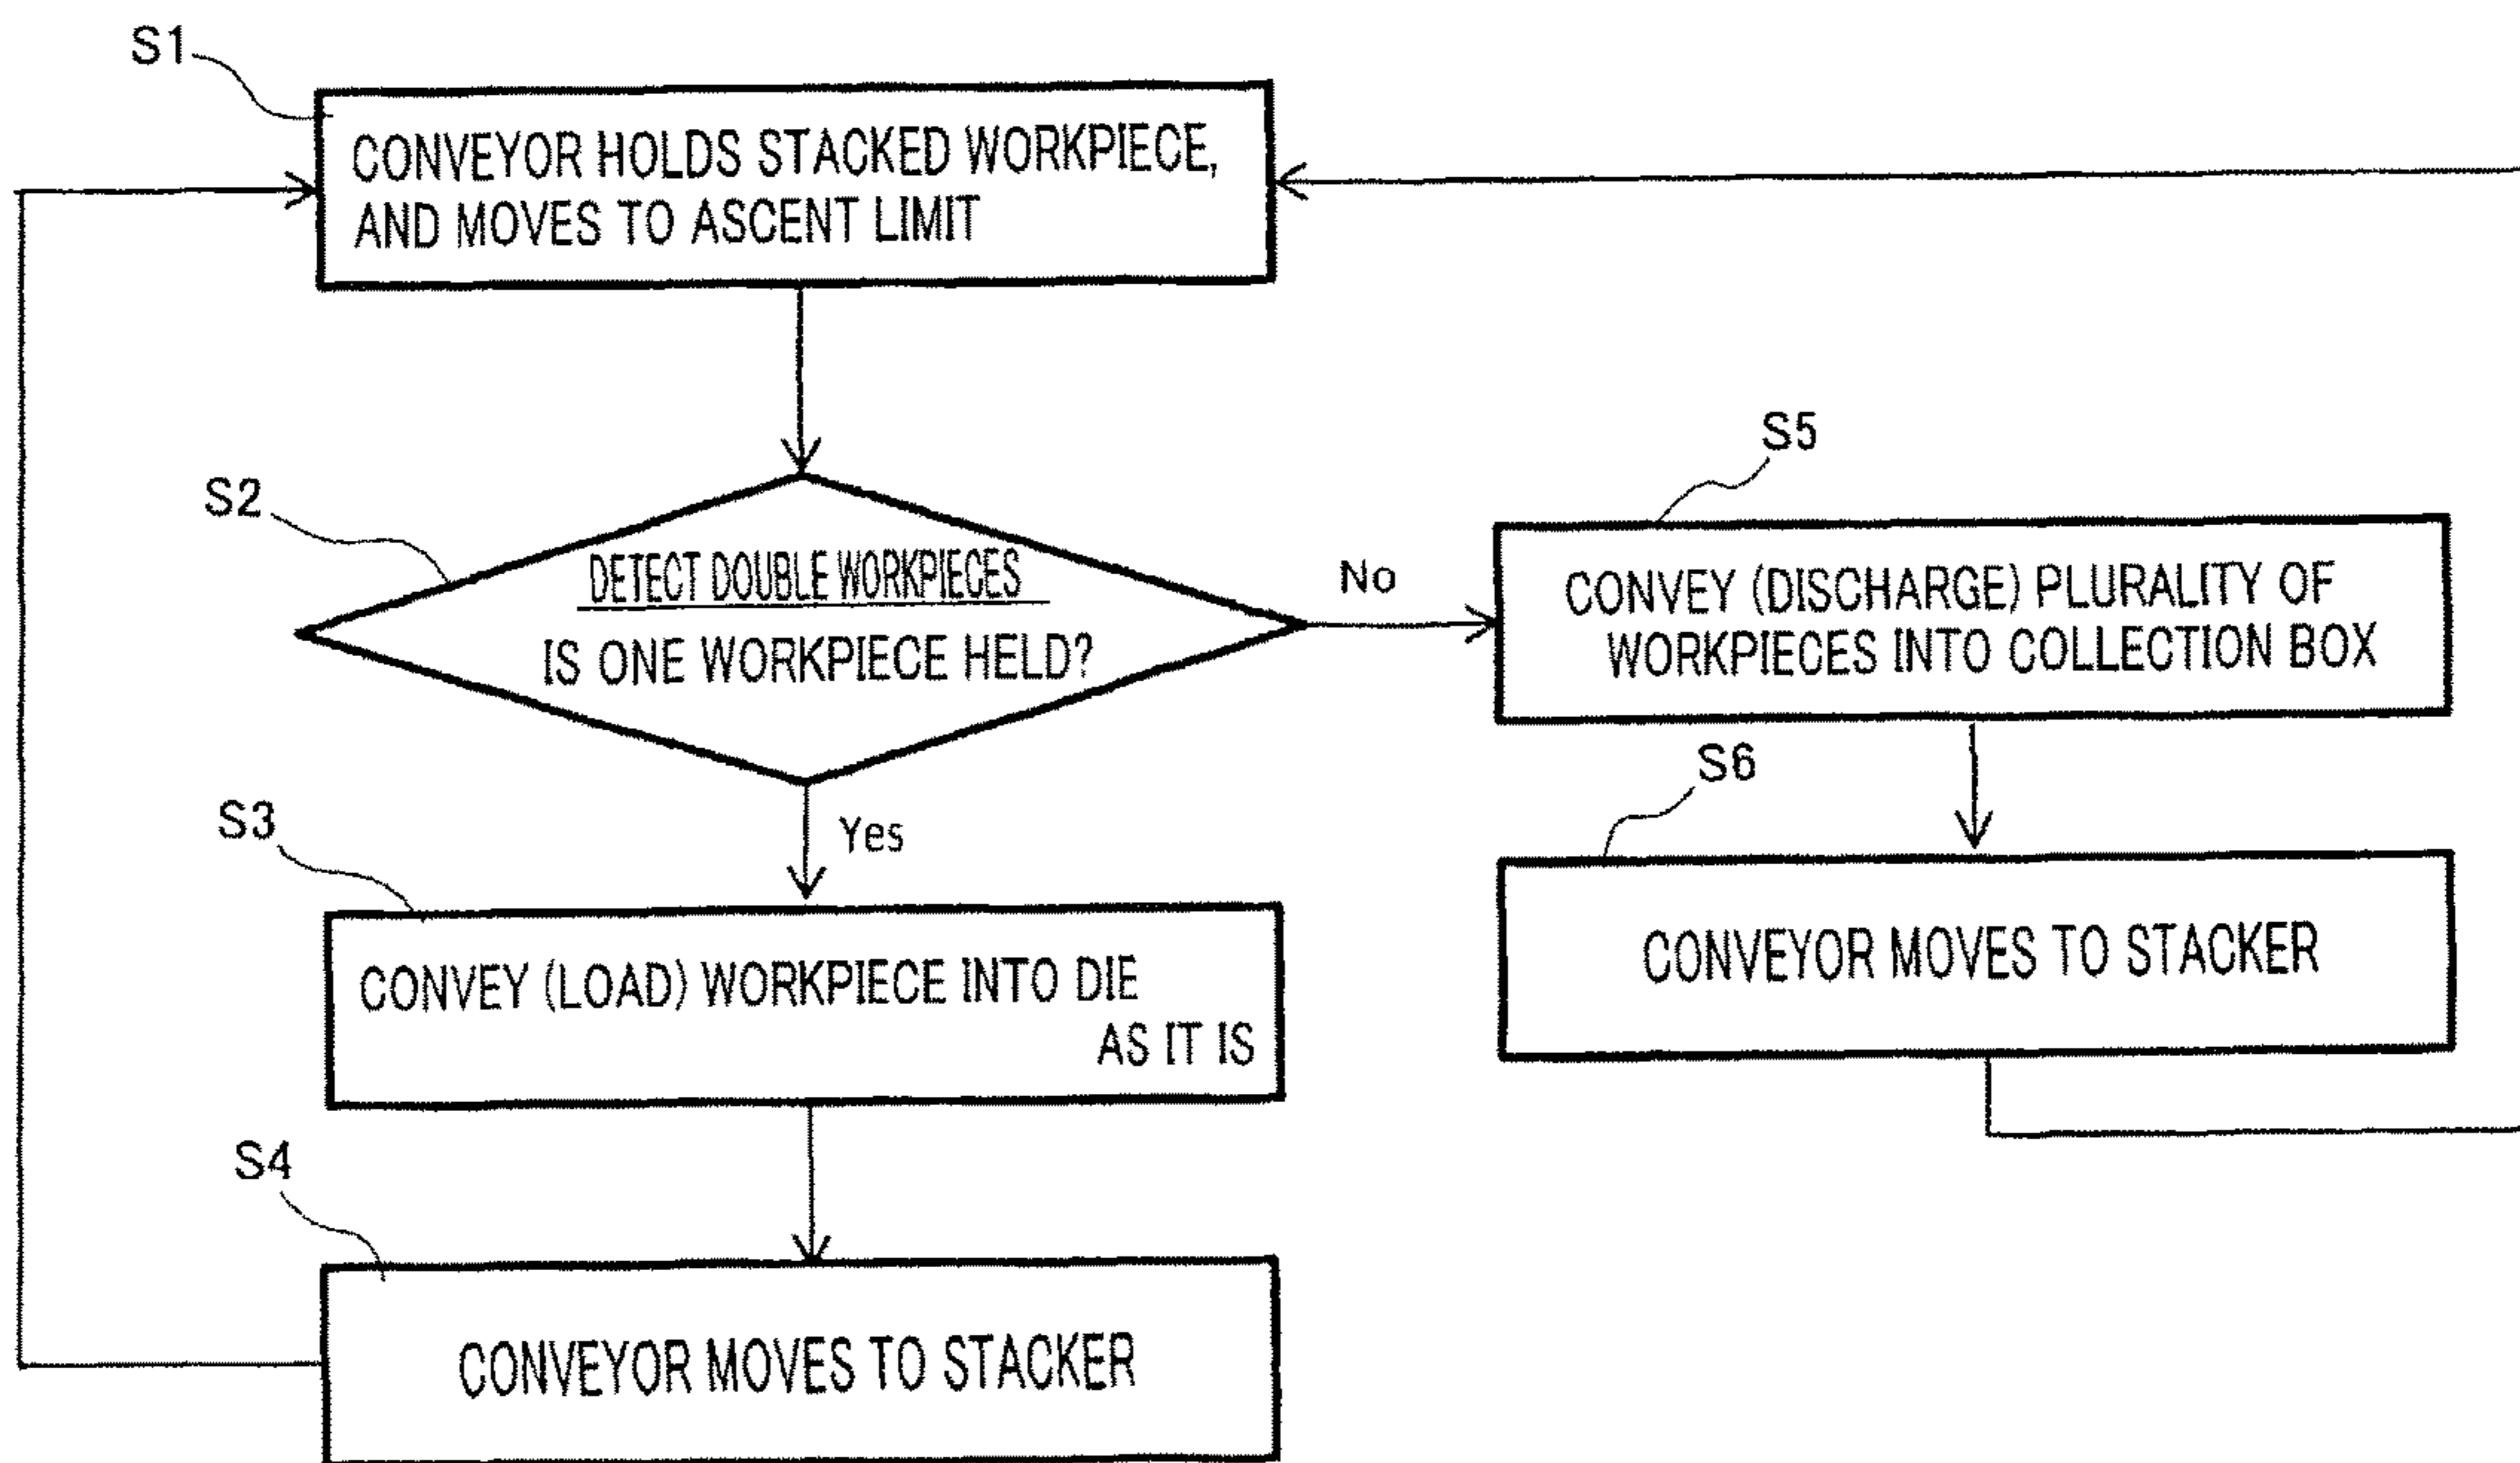 S1
CONVEYOR HOLDS STACKED WORKPIECE,
AND MOVES TO ASCENT LIMIT
S2
DETECT DOUBLE WORKPIECES
IS ONE WORKPIECE HELD?
No
Yes
S5
CONVEY (DISCHARGE) PLURALITY OF
WORKPIECES INTO COLLECTION BOX
S6
CONVEYOR MOVES TO STACKER
S3
CONVEY (LOAD) WORKPIECE INTO DIE
AS IT IS
S4
CONVEYOR MOVES TO STACKER